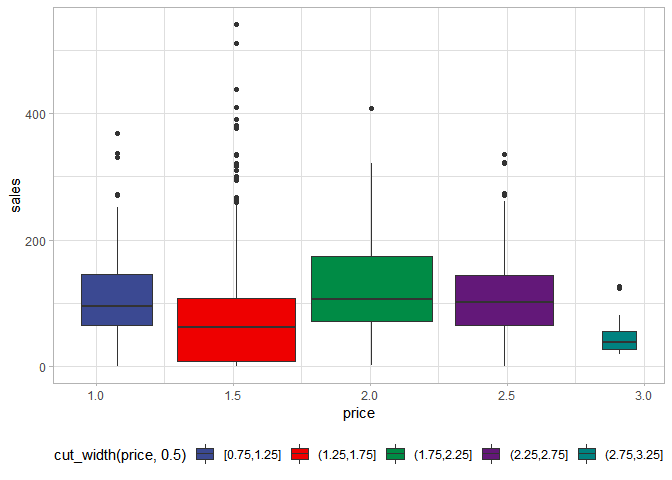 sales
400
200
0
1.0 1.5 2.0 2.5 3.0
price
cut_width(price, 0.5) [0.75,1.25] (1.25,1.75] (1.75,2.25] (2.25,2.75] (2.75,3.25]